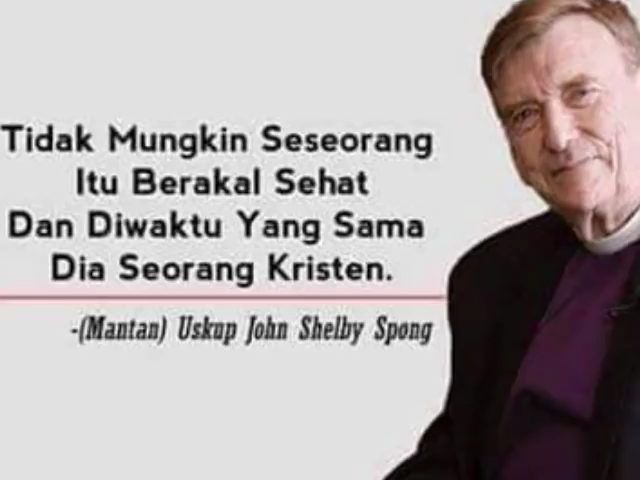 Tidak Mungkin Seseorang
Itu Berakal Sehat
Dan Diwaktu Yang Sama
Dia Seorang Kristen.
-(Mantan) Uskup John Shelby Spong